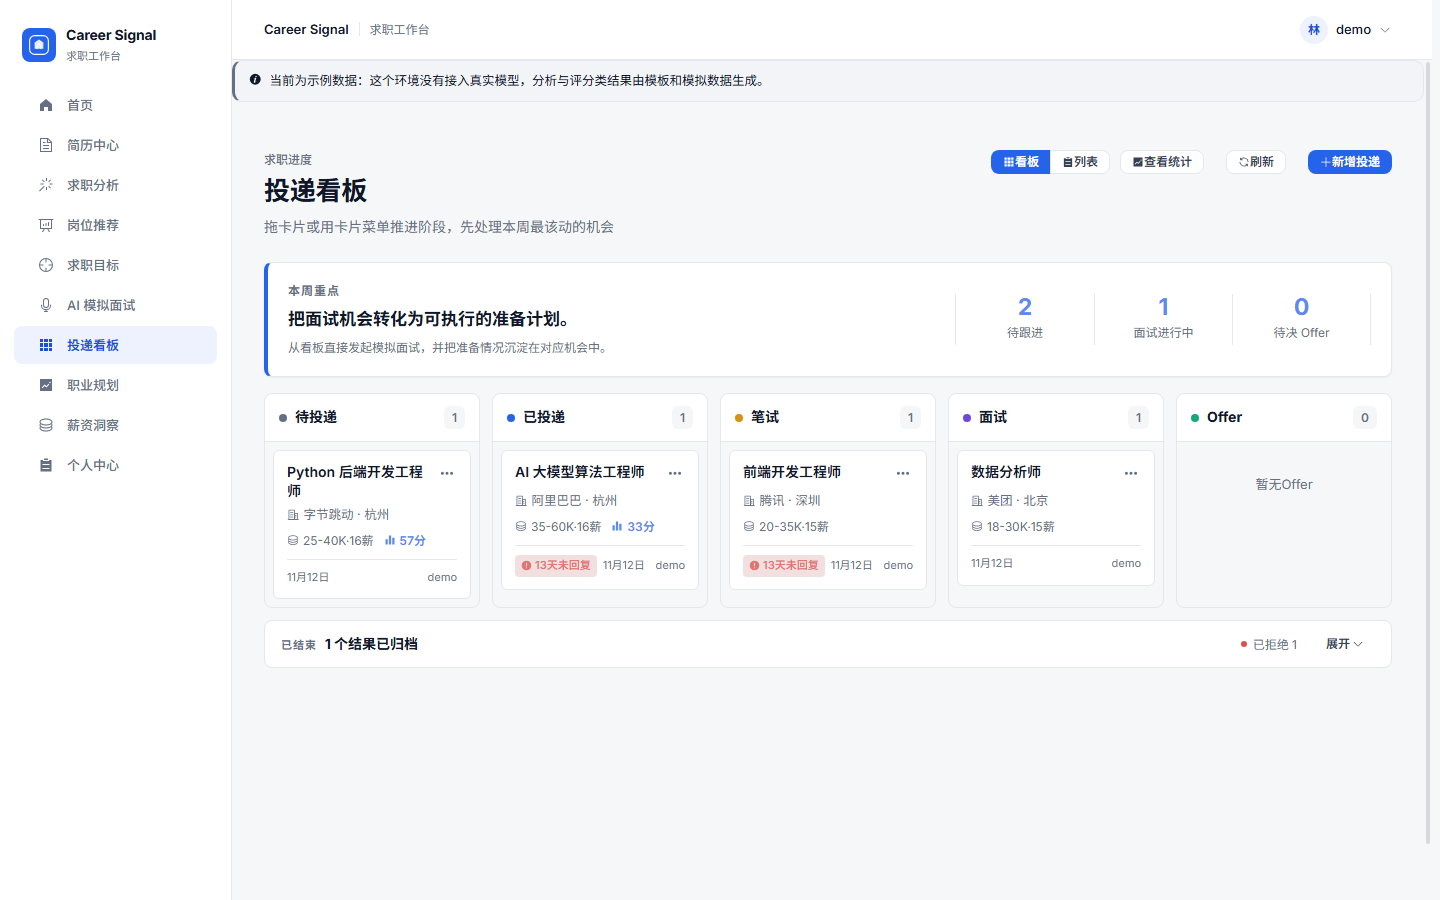 Career Signal
求职工作台
首页
简历中心
求职分析
岗位推荐
求职目标
AI 模拟面试
投递看板
职业规划
薪资洞察
个人中心
Career Signal 求职工作台
林 demo
当前为示例数据：这个环境没有接入真实模型，分析与评分类结果由模板和模拟数据生成。
求职进度
投递看板
拖卡片或用卡片菜单推进阶段，先处理本周最该动的机会
看板 列表 查看统计 刷新 新增投递
本周重点
把面试机会转化为可执行的准备计划。
从看板直接发起模拟面试，并把准备情况沉淀在对应机会中。
2
待跟进
1
面试进行中
0
待决 Offer
待投递 1
Python 后端开发工程
师
字节跳动 · 杭州
25-40K·16薪 57分
11月12日 demo
已投递 1
AI 大模型算法工程师
阿里巴巴 · 杭州
35-60K·16薪 33分
13天未回复 11月12日 demo
笔试 1
前端开发工程师
腾讯 · 深圳
20-35K·15薪
13天未回复 11月12日 demo
面试 1
数据分析师
美团 · 北京
18-30K·15薪
11月12日 demo
Offer 0
暂无Offer
已结束 1 个结果已归档
已拒绝 1 展开